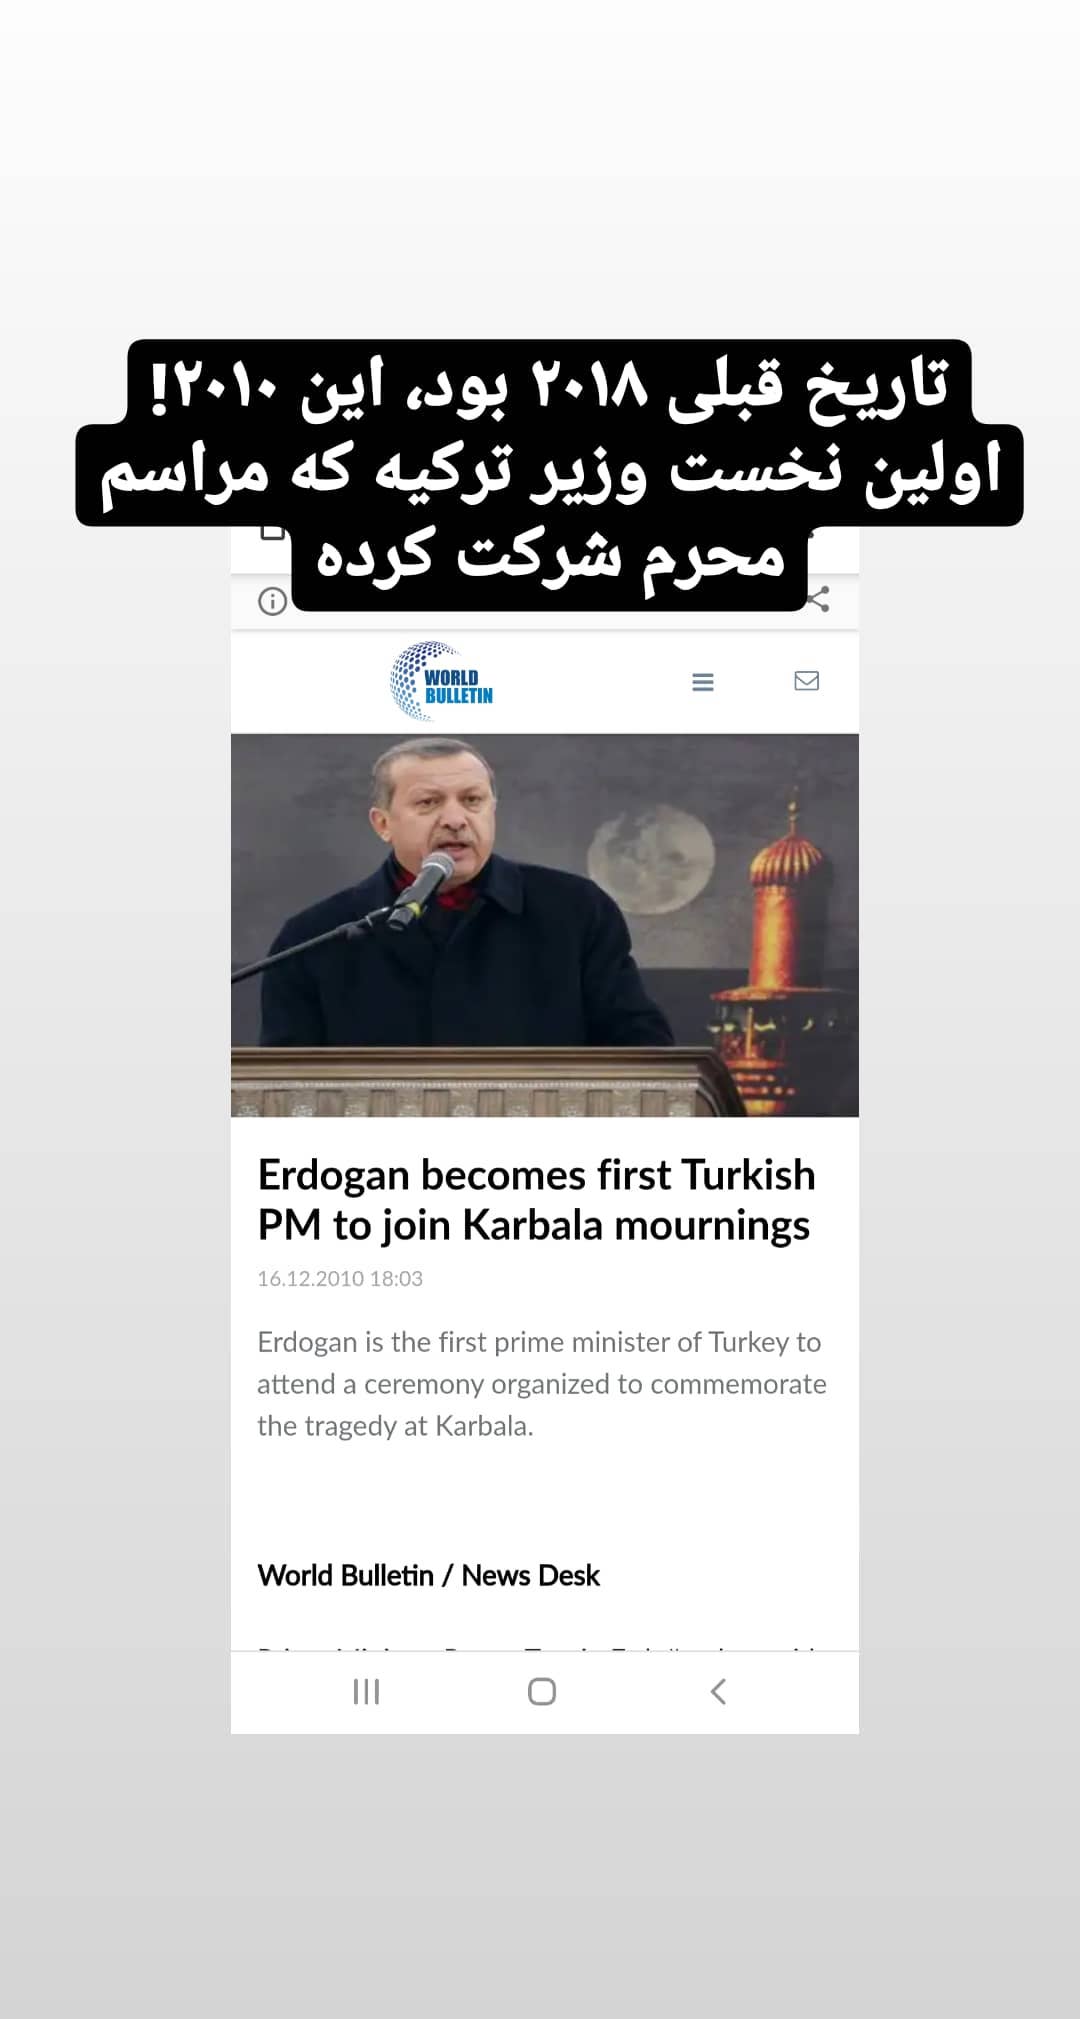 تاریخ قبلی ۲۰۱۸ بود، این ۲۰۱۰!
اولین نخست وزیر ترکیه که مراسم
محرم شرکت کرده
WORLD
BULLETIN
Erdogan becomes first Turkish
PM to join Karbala mournings
16.12.2010 18:03
Erdogan is the first prime minister of Turkey to
attend a ceremony organized to commemorate
the tragedy at Karbala.
World Bulletin / News Desk